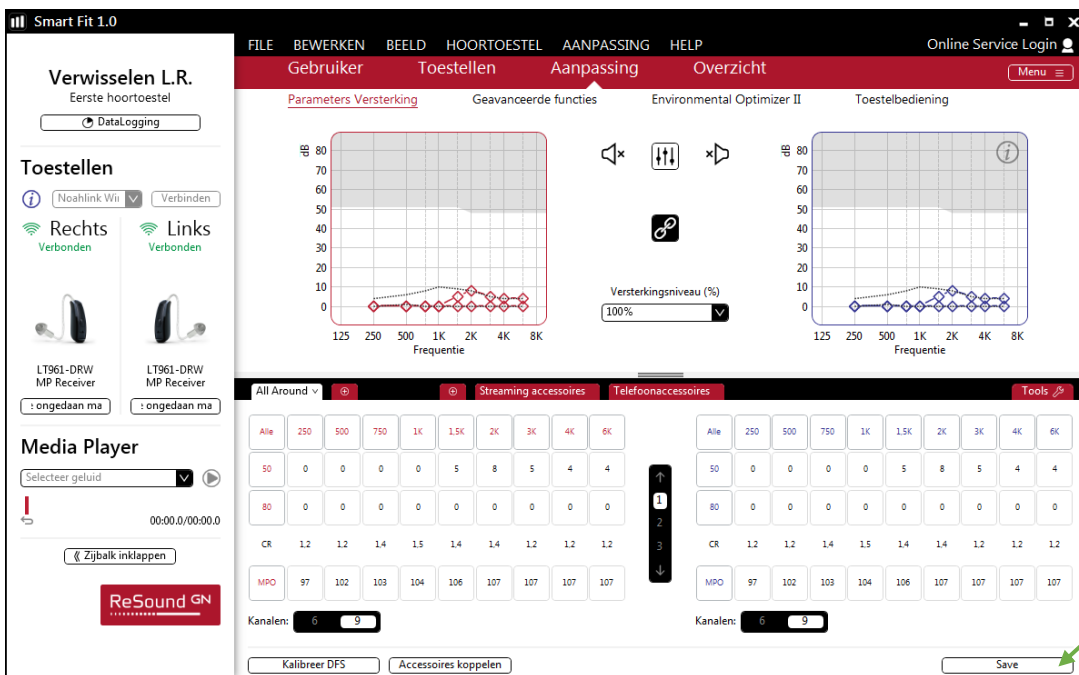 Smart Fit 1.0
FILE BEWERKEN BEELD HOORTOESTEL AANPASSING HELP Online Service Login
Gebruiker Toestellen Aanpassing Overzicht Menu
Parameters Versterking Geavanceerde functies Environmental Optimizer II Toestelbediening
Verwisselen L.R.
Eerste hoortoestel
DataLogging
Toestellen
Noahlink Wir Verbinden
Rechts Links
Verbonden Verbonden
LT961-DRW LT961-DRW
MP Receiver MP Receiver
: ongedaan ma : ongedaan ma
Media Player
Selecteer geluid
00:00.0/00:00.0
Zijbalk inklappen
ReSound GN
dB 80
70
60
50
40
30
20
10
0
125 250 500 1K 2K 4K 8K
Frequentie
Versterkingsniveau (%)
100%
dB 80
70
60
50
40
30
20
10
0
125 250 500 1K 2K 4K 8K
Frequentie
All Around Streaming accessoires Telefoonaccessoires Tools
Alle 250 500 750 1K 1,5K 2K 3K 4K 6K
50 0 0 0 0 5 8 5 4 4
80 0 0 0 0 0 0 0 0 0
CR 1,2 1,2 1,4 1,5 1,4 1,4 1,2 1,2 1,2
MPO 97 102 103 104 106 107 107 107 107
Kanalen: 6 9
1
2
3
Alle 250 500 750 1K 1,5K 2K 3K 4K 6K
50 0 0 0 0 5 8 5 4 4
80 0 0 0 0 0 0 0 0 0
CR 1,2 1,2 1,4 1,5 1,4 1,4 1,2 1,2 1,2
MPO 97 102 103 104 106 107 107 107 107
Kanalen: 6 9
Kalibreer DFS Accessoires koppelen Save